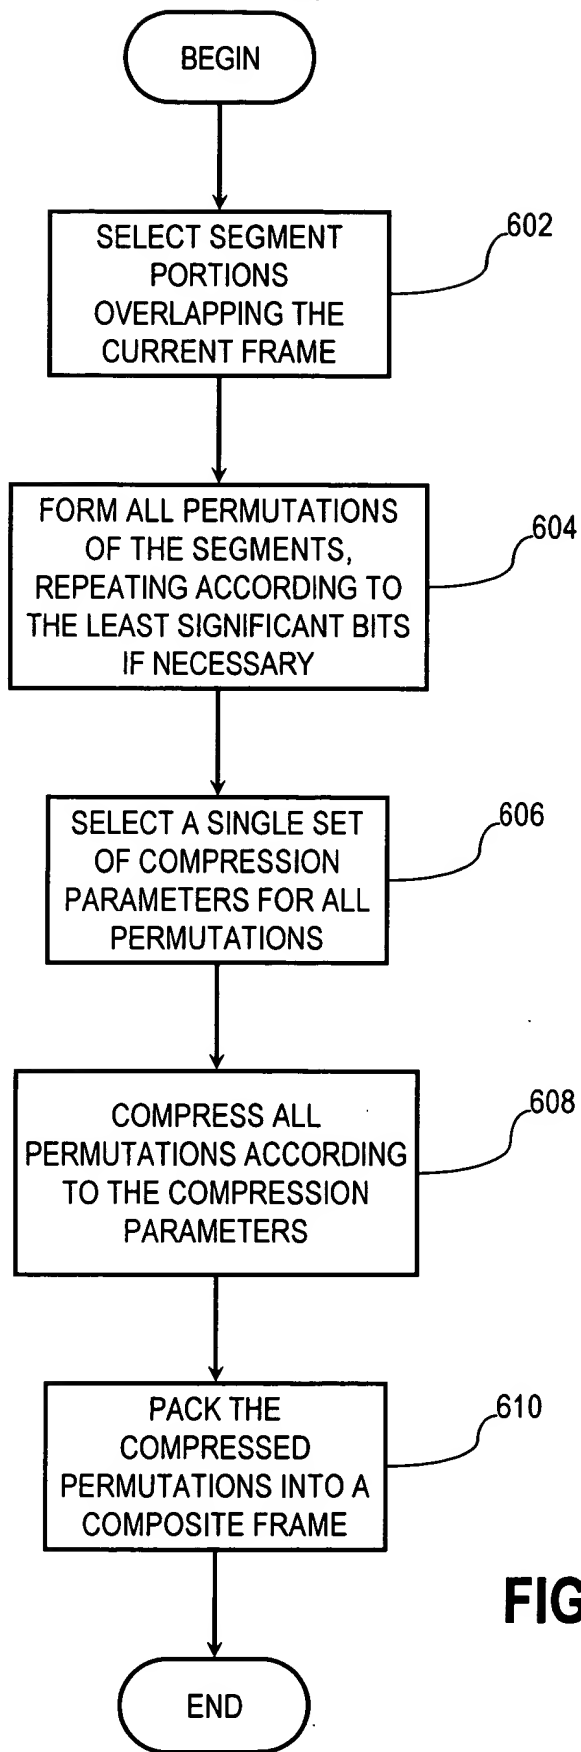 BEGIN
SELECT SEGMENT
PORTIONS
OVERLAPPING THE
CURRENT FRAME
602
FORM ALL PERMUTATIONS
OF THE SEGMENTS,
REPEATING ACCORDING TO
THE LEAST SIGNIFICANT BITS
IF NECESSARY
604
SELECT A SINGLE SET
OF COMPRESSION
PARAMETERS FOR ALL
PERMUTATIONS
606
COMPRESS ALL
PERMUTATIONS ACCORDING
TO THE COMPRESSION
PARAMETERS
608
PACK THE
COMPRESSED
PERMUTATIONS INTO A
COMPOSITE FRAME
610
FIG
END